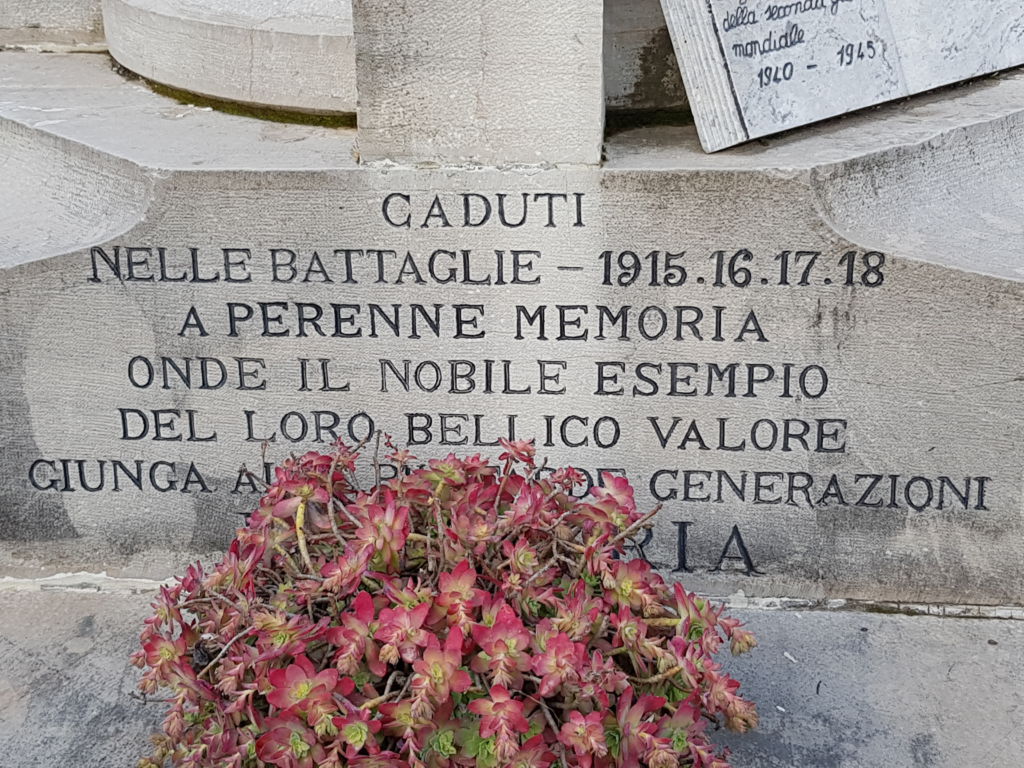 della seconda
mondiale
1940 - 1945
CADUTI
NELLE BATTAGLIE - 1915.16.17.18
A PERENNE MEMORIA
ONDE IL NOBILE ESEMPIO
DEL LORO BELLICO VALORE
GIUNGA GENERAZIONI